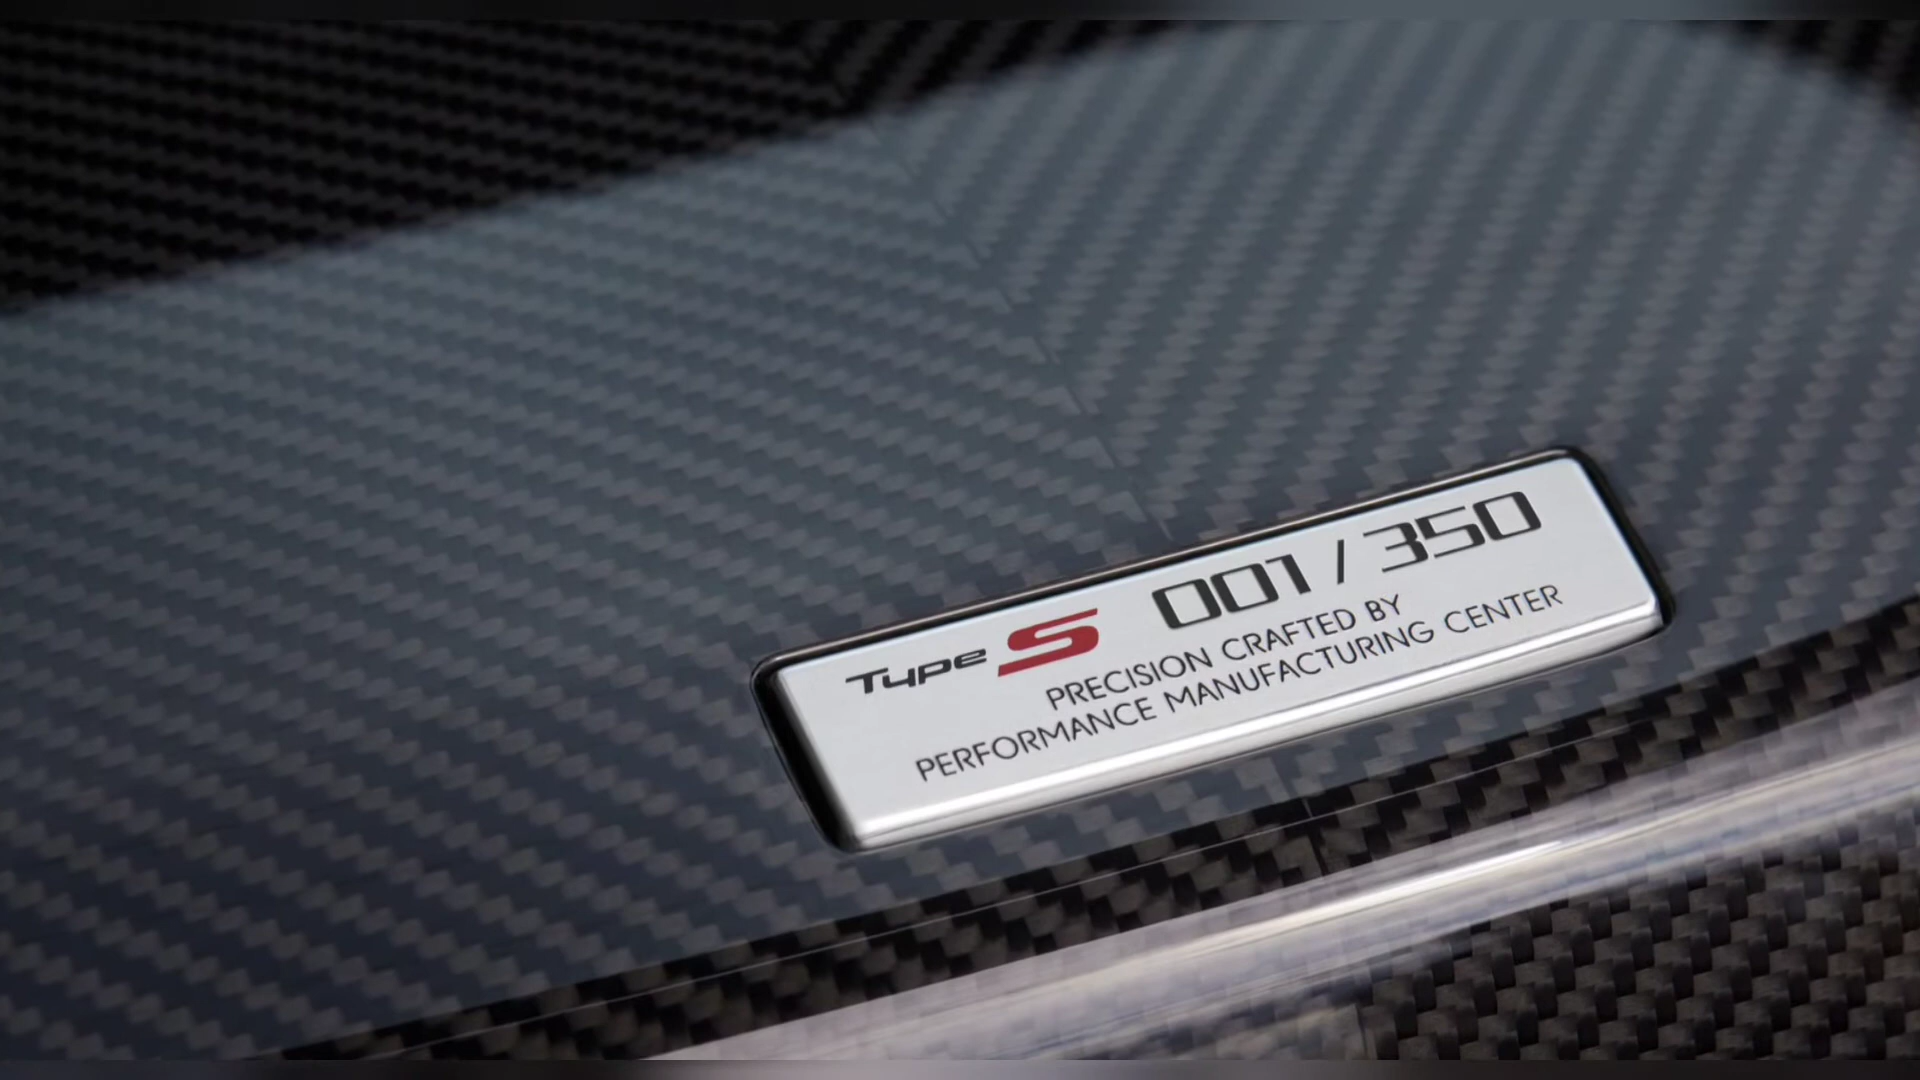 Type S 001 / 350
PRECISION CRAFTED BY
PERFORMANCE MANUFACTURING CENTER